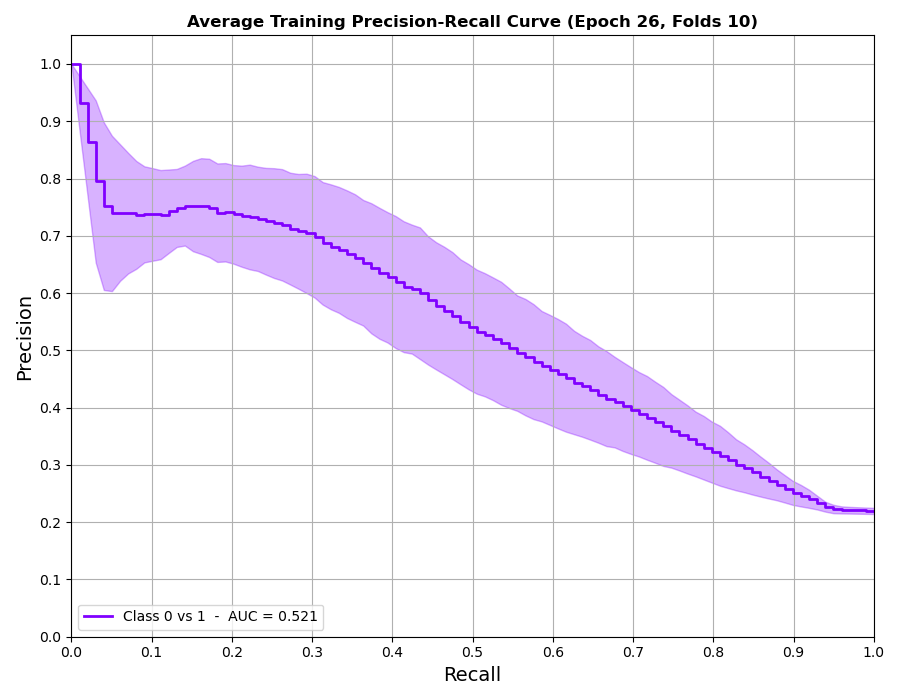 Average Training Precision-Recall Curve (Epoch 26, Folds 10)
Precision
1.0
0.9
0.8
0.7
0.6
0.5
0.4
0.3
0.2
0.1
0.0
Class 0 vs 1 - AUC = 0.521
0.0 0.1 0.2 0.3 0.4 0.5 0.6 0.7 0.8 0.9 1.0
Recall